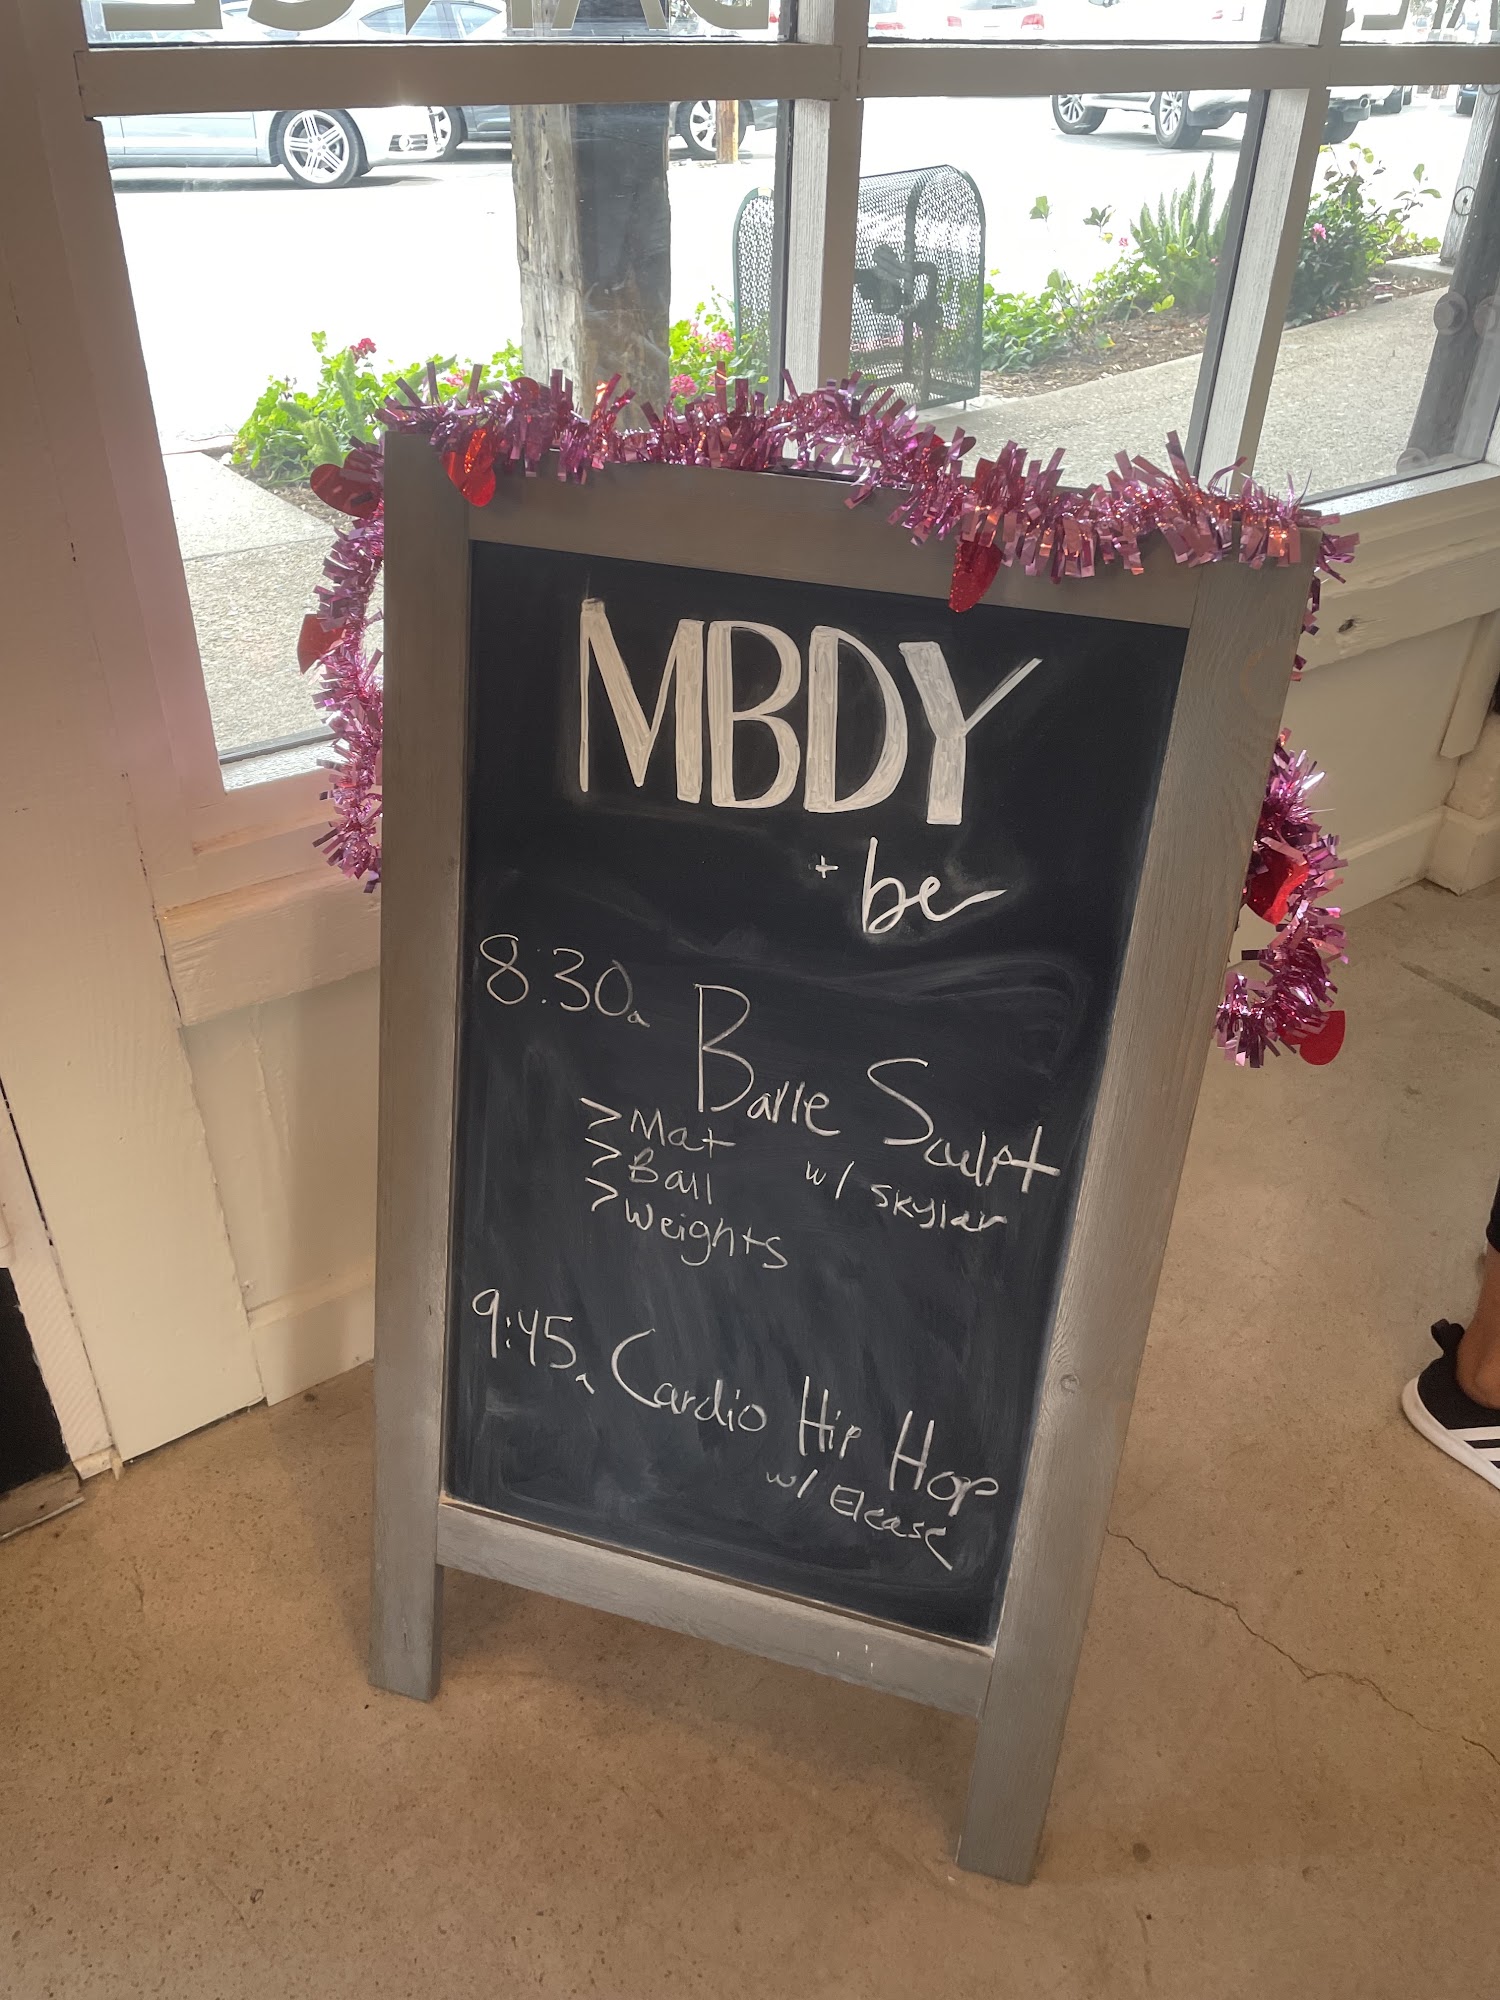 MBDY
+ be
8:30a Barre Sculpt
w/ Skylar
>Mat
>Ball
>Weights
9:45a Cardio Hip Hop
w/ Elease